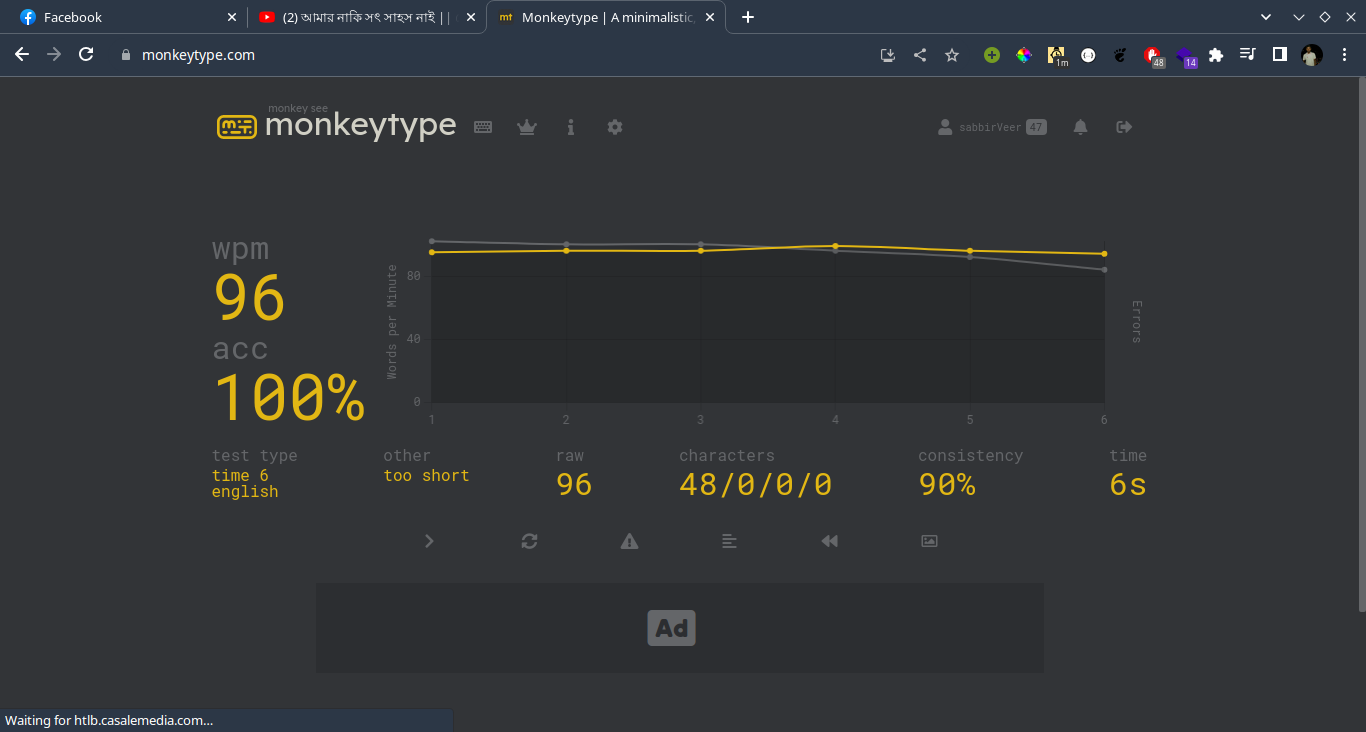 Facebook
(2) আমার নাকি সৎ সাহস নাই ||
Monkeytype | A minimalistic,
monkeytype.com
1m
48
14
monkey see
monkeytype
sabbirVeer 47
wpm
96
acc
100%
Words per Minute
80
40
0
1 2 3 4 5 6
Errors
test type
time 6
english
other
too short
raw
96
characters
48/0/0/0
consistency
90%
time
6s
Ad
Waiting for htlb.casalemedia.com...